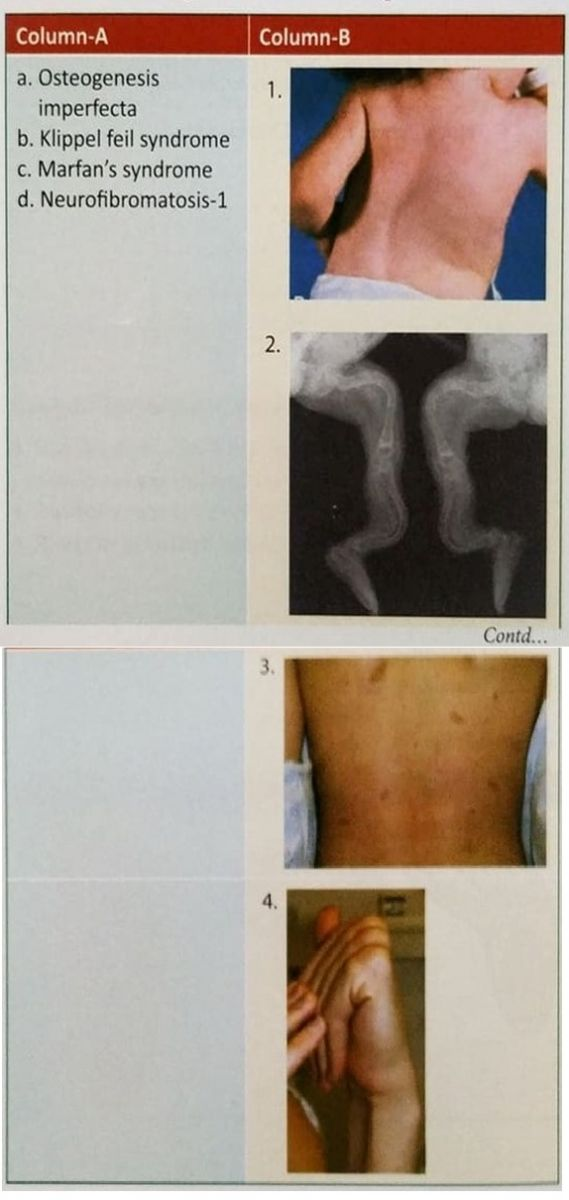 Column-A
Column-B
a. Osteogenesis
imperfecta
b. Klippel feil syndrome
c. Marfan's syndrome
d. Neurofibromatosis-1
1.
2.
Contd...
3.
4.